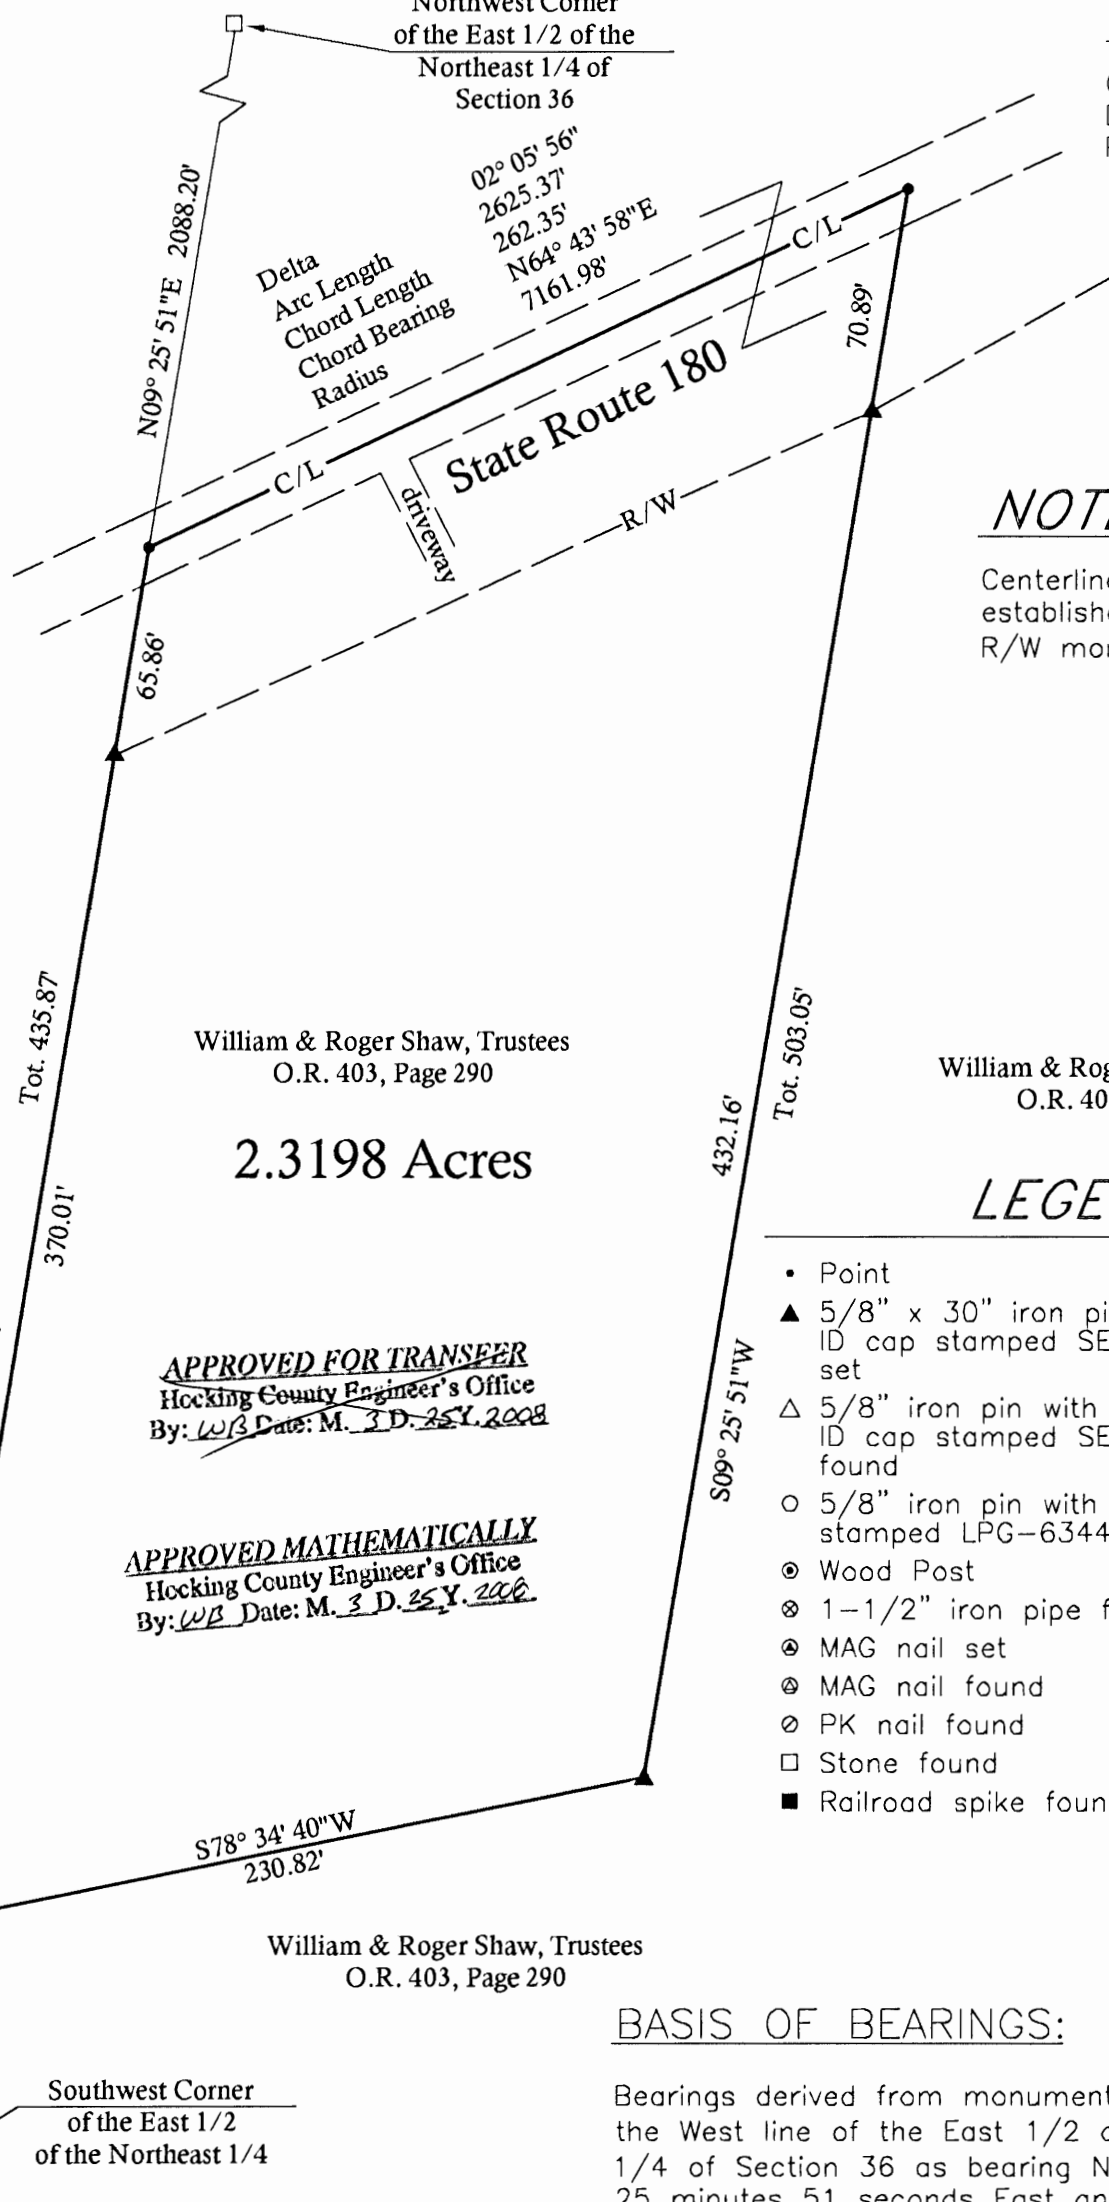 Northwest Corner
of the East 1/2 of the
Northeast 1/4 of
Section 36
N09° 25' 51"E 2088.20'
Delta 02° 05' 56"
Arc Length 2625.37'
Chord Length 262.35'
Chord Bearing N64° 43' 58"E
Radius 7161.98'
C/L
C/L
State Route 180
driveway
R/W
70.89'
65.86'
NOT
Centerlin
establish
R/W mo
Tot. 435.87'
370.01'
William & Roger Shaw, Trustees
O.R. 403, Page 290
2.3198 Acres
Tot. 503.05'
432.16'
S09° 25' 51"W
William & Rog
O.R. 40
APPROVED FOR TRANSFER
Hocking County Engineer's Office
By: WB Date: M. 3 D. 25 Y. 2008
APPROVED MATHEMATICALLY
Hocking County Engineer's Office
By: WB Date: M. 3 D. 25 Y.
LEGE
Point
5/8" x 30" iron pi
ID cap stamped SE
set
5/8" iron pin with
ID cap stamped SE
found
5/8" iron pin with
stamped LPG-6344
Wood Post
1-1/2" iron pipe f
MAG nail set
MAG nail found
PK nail found
Stone found
Railroad spike foun
S78° 34' 40"W
230.82'
William & Roger Shaw, Trustees
O.R. 403, Page 290
BASIS OF BEARINGS:
Bearings derived from monument
the West line of the East 1/2
1/4 of Section 36 as bearing N
25 minutes 51 seconds East an
Southwest Corner
of the East 1/2
of the Northeast 1/4